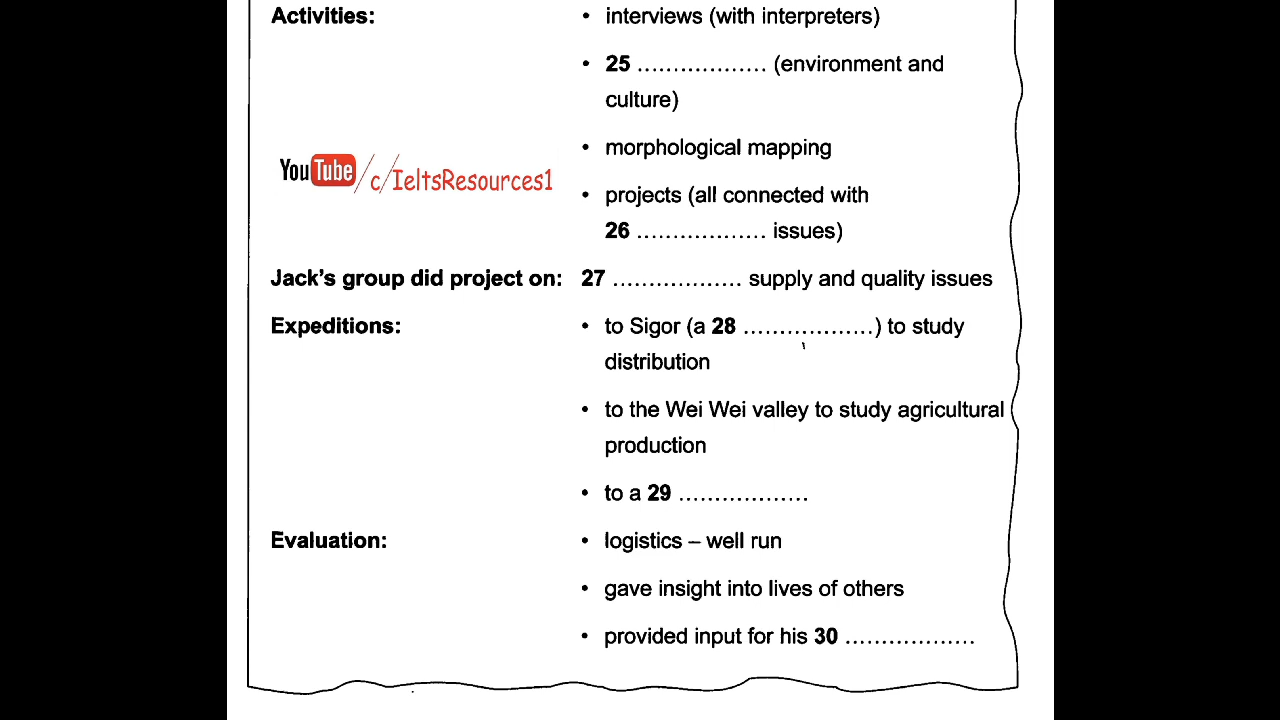 Activities: • interviews (with interpreters)
• 25 .................. (environment and
culture)
• morphological mapping
YouTube/c/IeltsResources1
• projects (all connected with
26 .................. issues)
Jack's group did project on: 27 .................. supply and quality issues
Expeditions: • to Sigor (a 28 ..................) to study
distribution
• to the Wei Wei valley to study agricultural
production
• to a 29 ..................
Evaluation: • logistics – well run
• gave insight into lives of others
• provided input for his 30 ..................